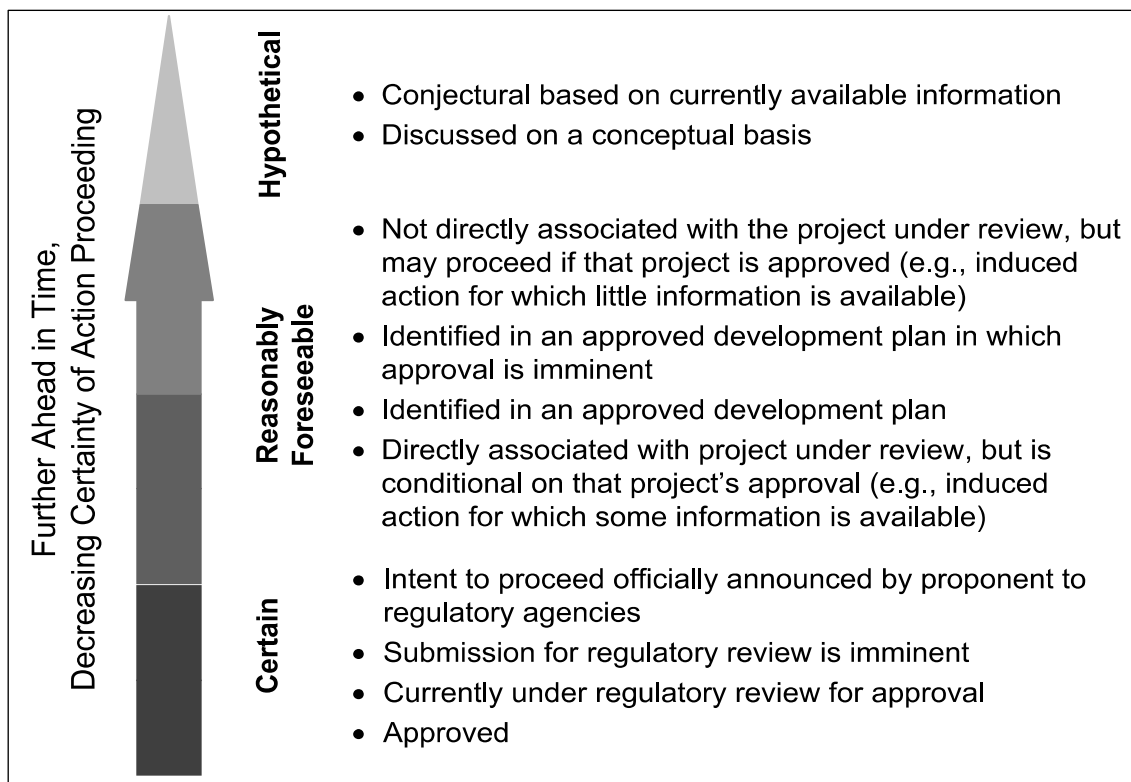 Further Ahead in Time,
Decreasing Certainty of Action Proceeding
Hypothetical
• Conjectural based on currently available information
• Discussed on a conceptual basis
Reasonably
Foreseeable
• Not directly associated with the project under review, but
may proceed if that project is approved (e.g., induced
action for which little information is available)
• Identified in an approved development plan in which
approval is imminent
• Identified in an approved development plan
• Directly associated with project under review, but is
conditional on that project’s approval (e.g., induced
action for which some information is available)
Certain
• Intent to proceed officially announced by proponent to
regulatory agencies
• Submission for regulatory review is imminent
• Currently under regulatory review for approval
• Approved